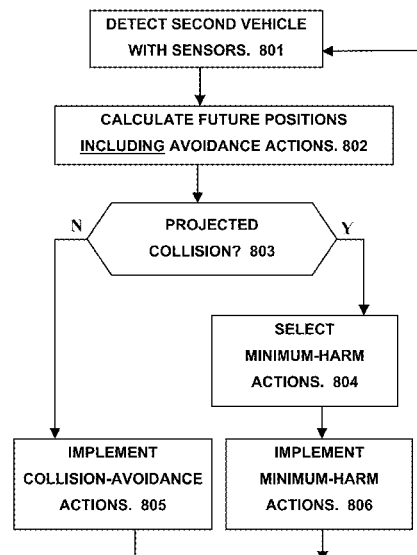 DETECT SECOND VEHICLE
WITH SENSORS. 801
CALCULATE FUTURE POSITIONS
INCLUDING AVOIDANCE ACTIONS. 802
N
PROJECTED
COLLISION? 803
Y
SELECT
MINIMUM-HARM
ACTIONS. 804
IMPLEMENT
COLLISION-AVOIDANCE
ACTIONS. 805
IMPLEMENT
MINIMUM-HARM
ACTIONS. 806